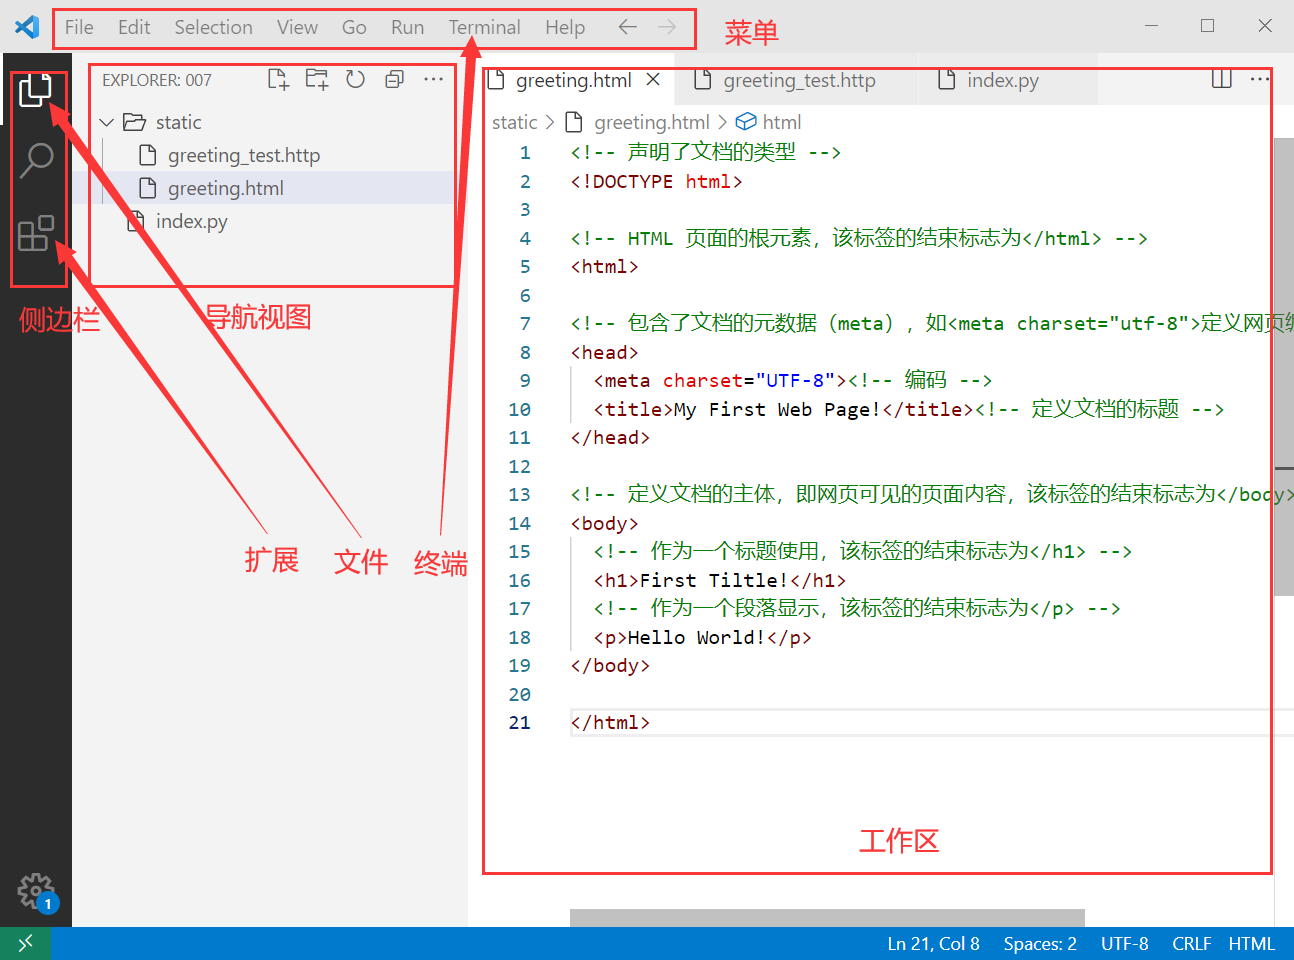 File Edit Selection View Go Run Terminal Help ← →
菜单
EXPLORER: 007
static
greeting_test.http
greeting.html
index.py
侧边栏
导航视图
扩展
文件
终端
1
greeting.html
greeting_test.http
index.py
static > greeting.html > html
1 <!-- 声明了文档的类型 -->
2 <!DOCTYPE html>
3
4 <!-- HTML 页面的根元素，该标签的结束标志为</html> -->
5 <html>
6
7 <!-- 包含了文档的元数据（meta）, 如<meta charset="utf-8">定义网页
8 <head>
9 <meta charset="UTF-8"><!-- 编码 -->
10 <title>My First Web Page!</title><!-- 定义文档的标题 -->
11 </head>
12
13 <!-- 定义文档的主体，即网页可见的页面内容，该标签的结束标志为</body>
14 <body>
15 <!-- 作为一个标题使用，该标签的结束标志为</h1> -->
16 <h1>First Tiltle!</h1>
17 <!-- 作为一个段落显示，该标签的结束标志为</p> -->
18 <p>Hello World!</p>
19 </body>
20
21 </html>
工作区
Ln 21, Col 8 Spaces: 2 UTF-8 CRLF HTML